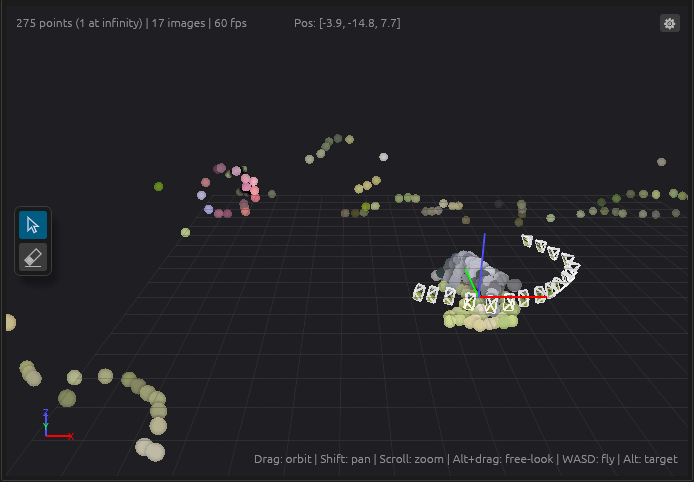 275 points (1 at infinity) | 17 images | 60 fps
Pos: [-3.9, -14.8, 7.7]
Z
Y
X
Drag: orbit | Shift: pan | Scroll: zoom | Alt+drag: free-look | WASD: fly | Alt: target